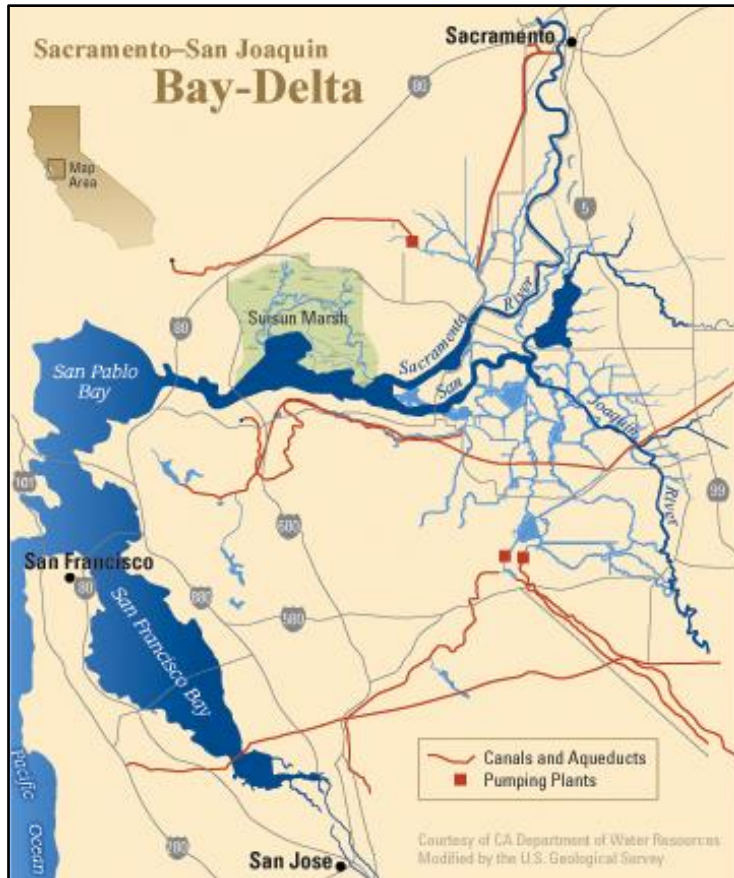 Sacramento–San Joaquin
Bay-Delta
Sacramento
80
Map
Area
5
Suisun Marsh
80
Sacramento
River
San Pablo
Bay
San
Joaquin
River
101
99
680
San Francisco
80
880
580
San Francisco Bay
Canals and Aqueducts
Pumping Plants
Pacific
Ocean
280
San Jose
Courtesy of CA Department of Water Resources
Modified by the U.S. Geological Survey